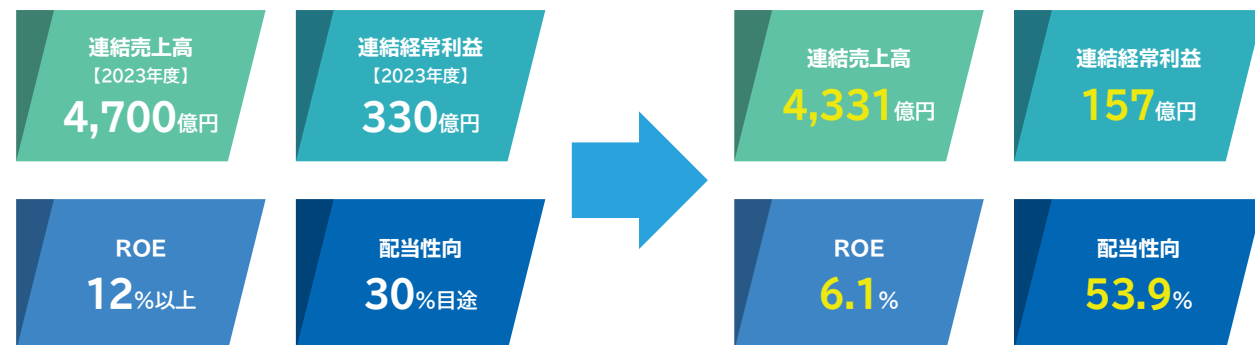 連結売上高
【2023年度】
4,700億円
連結経常利益
【2023年度】
330億円
ROE
12%以上
配当性向
30%目途
連結売上高
4,331億円
連結経常利益
157億円
ROE
6.1%
配当性向
53.9%